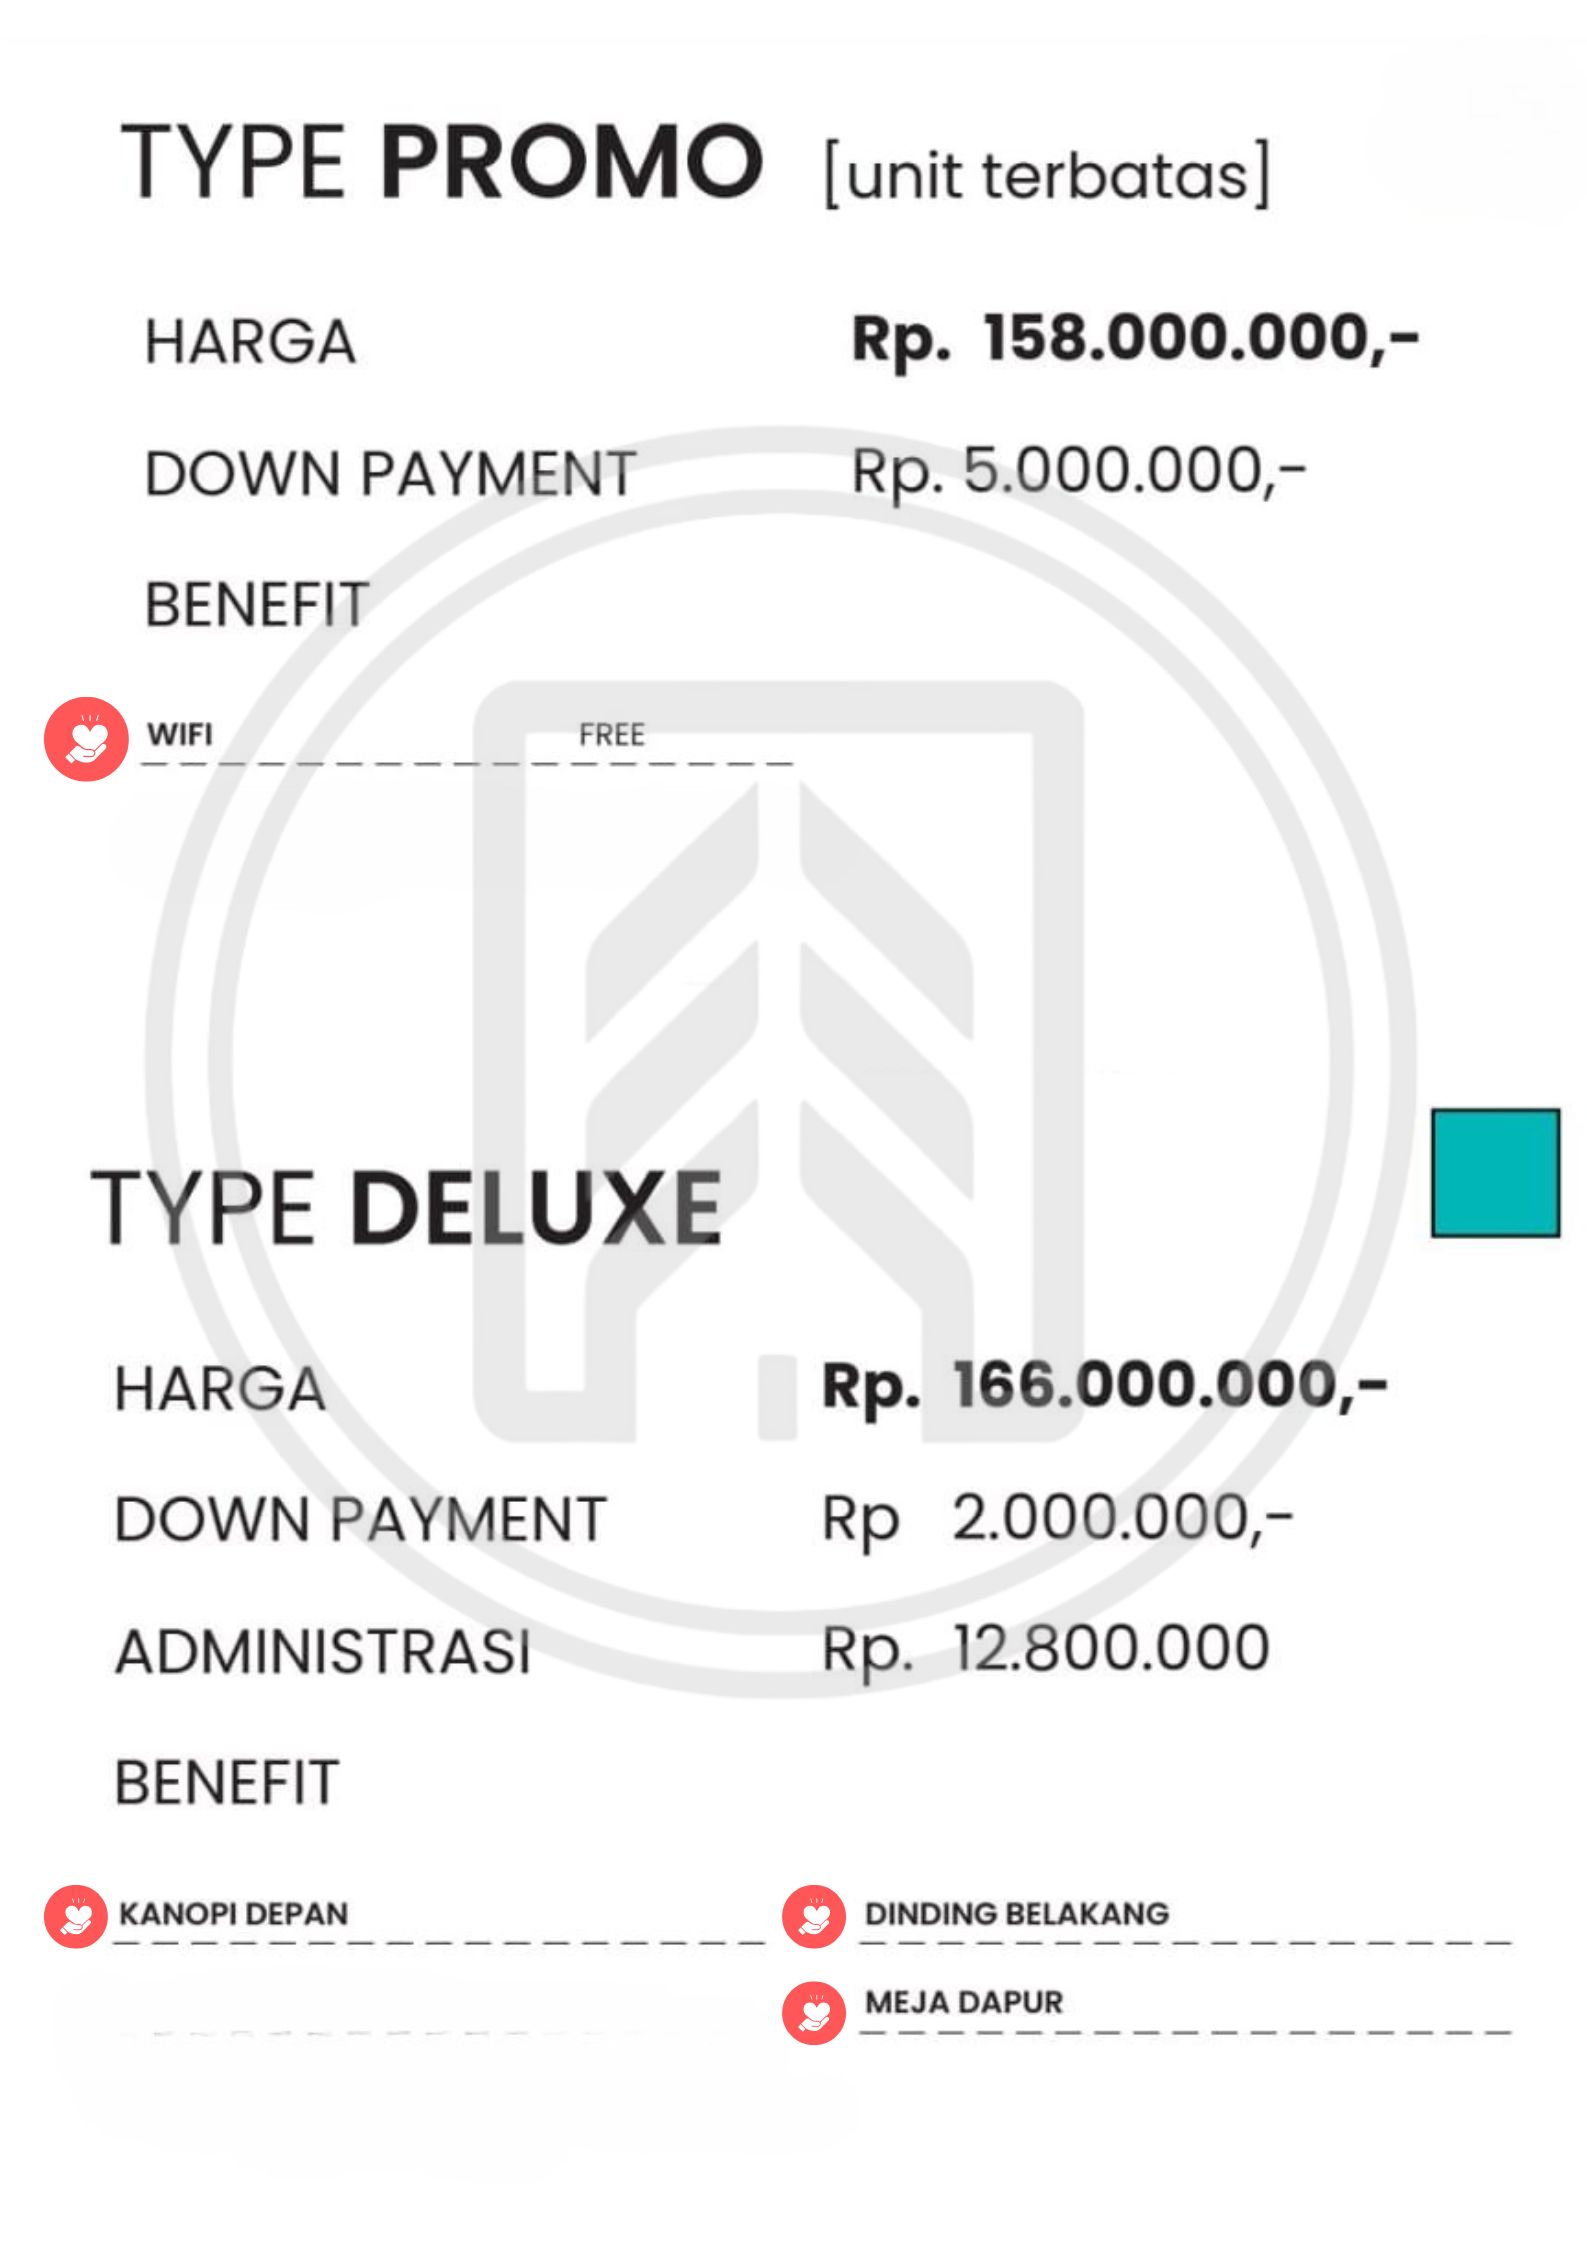 TYPE PROMO [unit terbatas]
HARGA Rp. 158.000.000,-
DOWN PAYMENT Rp. 5.000.000,-
BENEFIT
WIFI FREE
TYPE DELUXE
HARGA Rp. 166.000.000,-
DOWN PAYMENT Rp 2.000.000,-
ADMINISTRASI Rp. 12.800.000
BENEFIT
KANOPI DEPAN DINDING BELAKANG
MEJA DAPUR